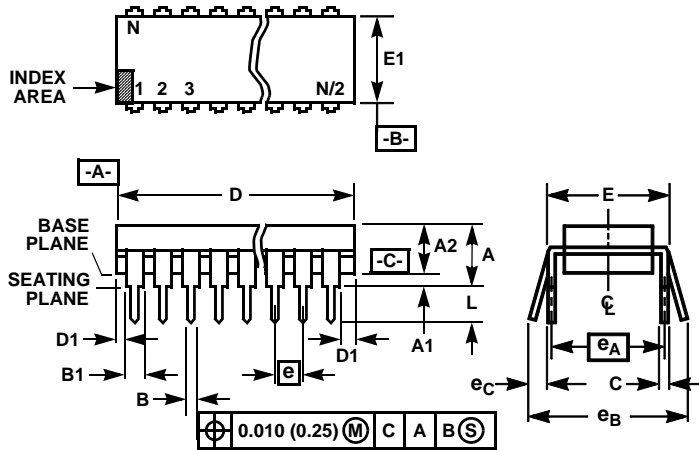 N
E1
INDEX
AREA
1 2 3 N/2
-B-
-A-
D
E
BASE
PLANE
-C-
A2
A
SEATING
PLANE
L
℄
D1
A1
D1
e
eA
B1
eC
C
B
eB
⌖ 0.010 (0.25) Ⓜ C A B Ⓢ